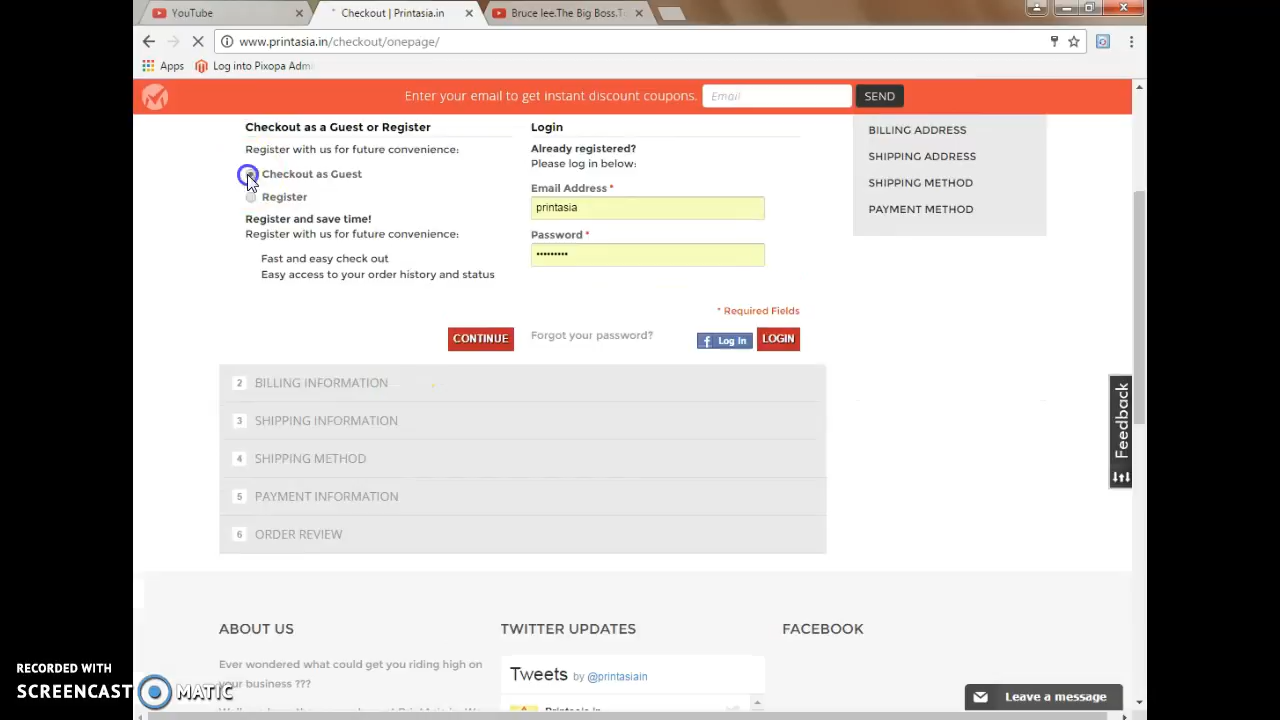 YouTube
Checkout | Printasia.in
Bruce lee.The Big Boss.T
www.printasia.in/checkout/onepage/
Apps
Log into Pixopa Adm
Enter your email to get instant discount coupons.
Email
SEND
Checkout as a Guest or Register
Register with us for future convenience:
Checkout as Guest
Register
Register and save time!
Register with us for future convenience:
Fast and easy check out
Easy access to your order history and status
CONTINUE
Login
Already registered?
Please log in below:
Email Address *
printasia
Password *
•••••••••
* Required Fields
Forgot your password?
f Log In
LOGIN
BILLING ADDRESS
SHIPPING ADDRESS
SHIPPING METHOD
PAYMENT METHOD
2 BILLING INFORMATION
3 SHIPPING INFORMATION
4 SHIPPING METHOD
5 PAYMENT INFORMATION
6 ORDER REVIEW
Feedback
ABOUT US
Ever wondered what could get you riding high on
your business ???
TWITTER UPDATES
Tweets by @printasiain
Printasia.in
FACEBOOK
Leave a message
RECORDED WITH
SCREENCAST MATIC